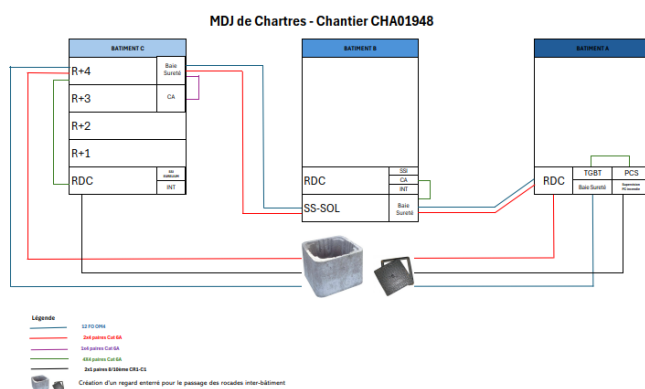 MDJ de Chartres - Chantier CHA01948
BATIMENT C
R+4
Baie Sureté
R+3
CA
R+2
R+1
RDC
INT
BATIMENT B
RDC
SSI
CA
INT
SS-SOL
Baie Sureté
BATIMENT A
RDC
TGBT
PCS
Baie Sureté
Supervision
Légende
12 FO OM4
2x4 paires Cat 6A
1x4 paires Cat 6A
4X4 paires Cat 6A
2x1 paires 8/10ème CR1-C1
Création d'un regard enterré pour le passage des rocades inter-bâtiment